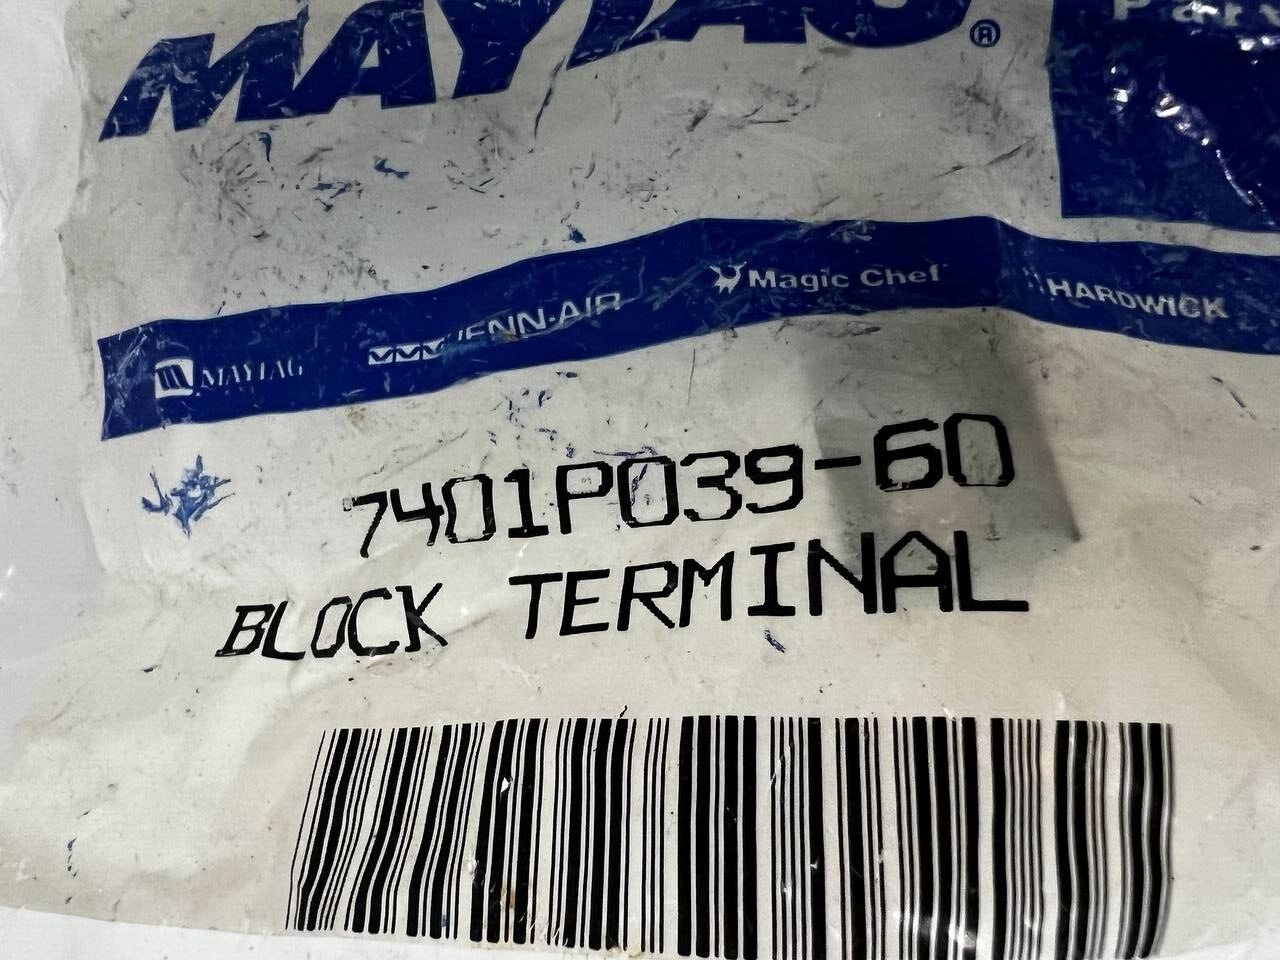 MAYTAG®
MAYTAG JENN-AIR Magic Chef HARDWICK
7401P039-60
BLOCK TERMINAL